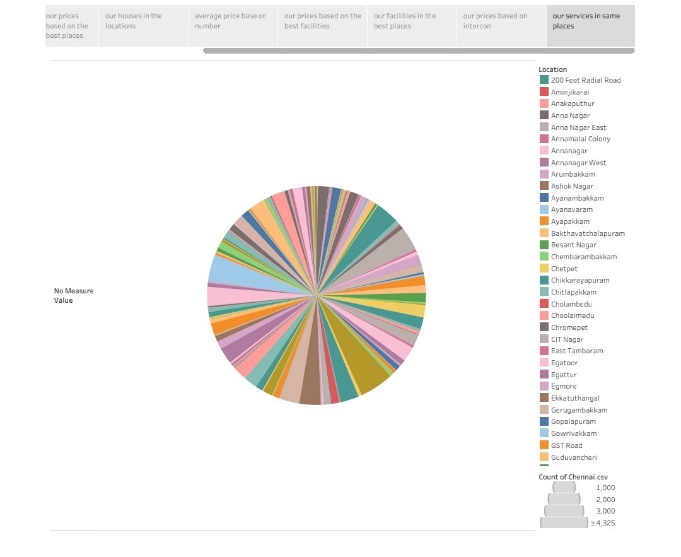 our prices
based on the
best places
our houses in the
locations
average price base on
number
our prices based on the
best facilities
our facilities in the
best places
our prices based on
intercon
our services in same
places
Location
200 Feet Radial Road
Aminjikarai
Anakaputhur
Anna Nagar
Anna Nagar East
Annamalai Colony
Annanagar
Annanagar West
Arumbakkam
Ashok Nagar
Ayanambakkam
Ayanavaram
Ayapakkam
Bakthavatchalapuram
Besant Nagar
Chembarambakkam
Chetpet
Chikkarayapuram
Chitlapakkam
Cholambedu
Choolaimedu
Chromepet
CIT Nagar
East Tambaram
Egatoor
Egattur
Egmore
Ekkatuthangal
Gerugambakkam
Gopalapuram
Gowrivakkam
GST Road
Guduvancheri
No Measure
Value
Count of Chennai.csv
1,000
2,000
3,000
≥ 4,325